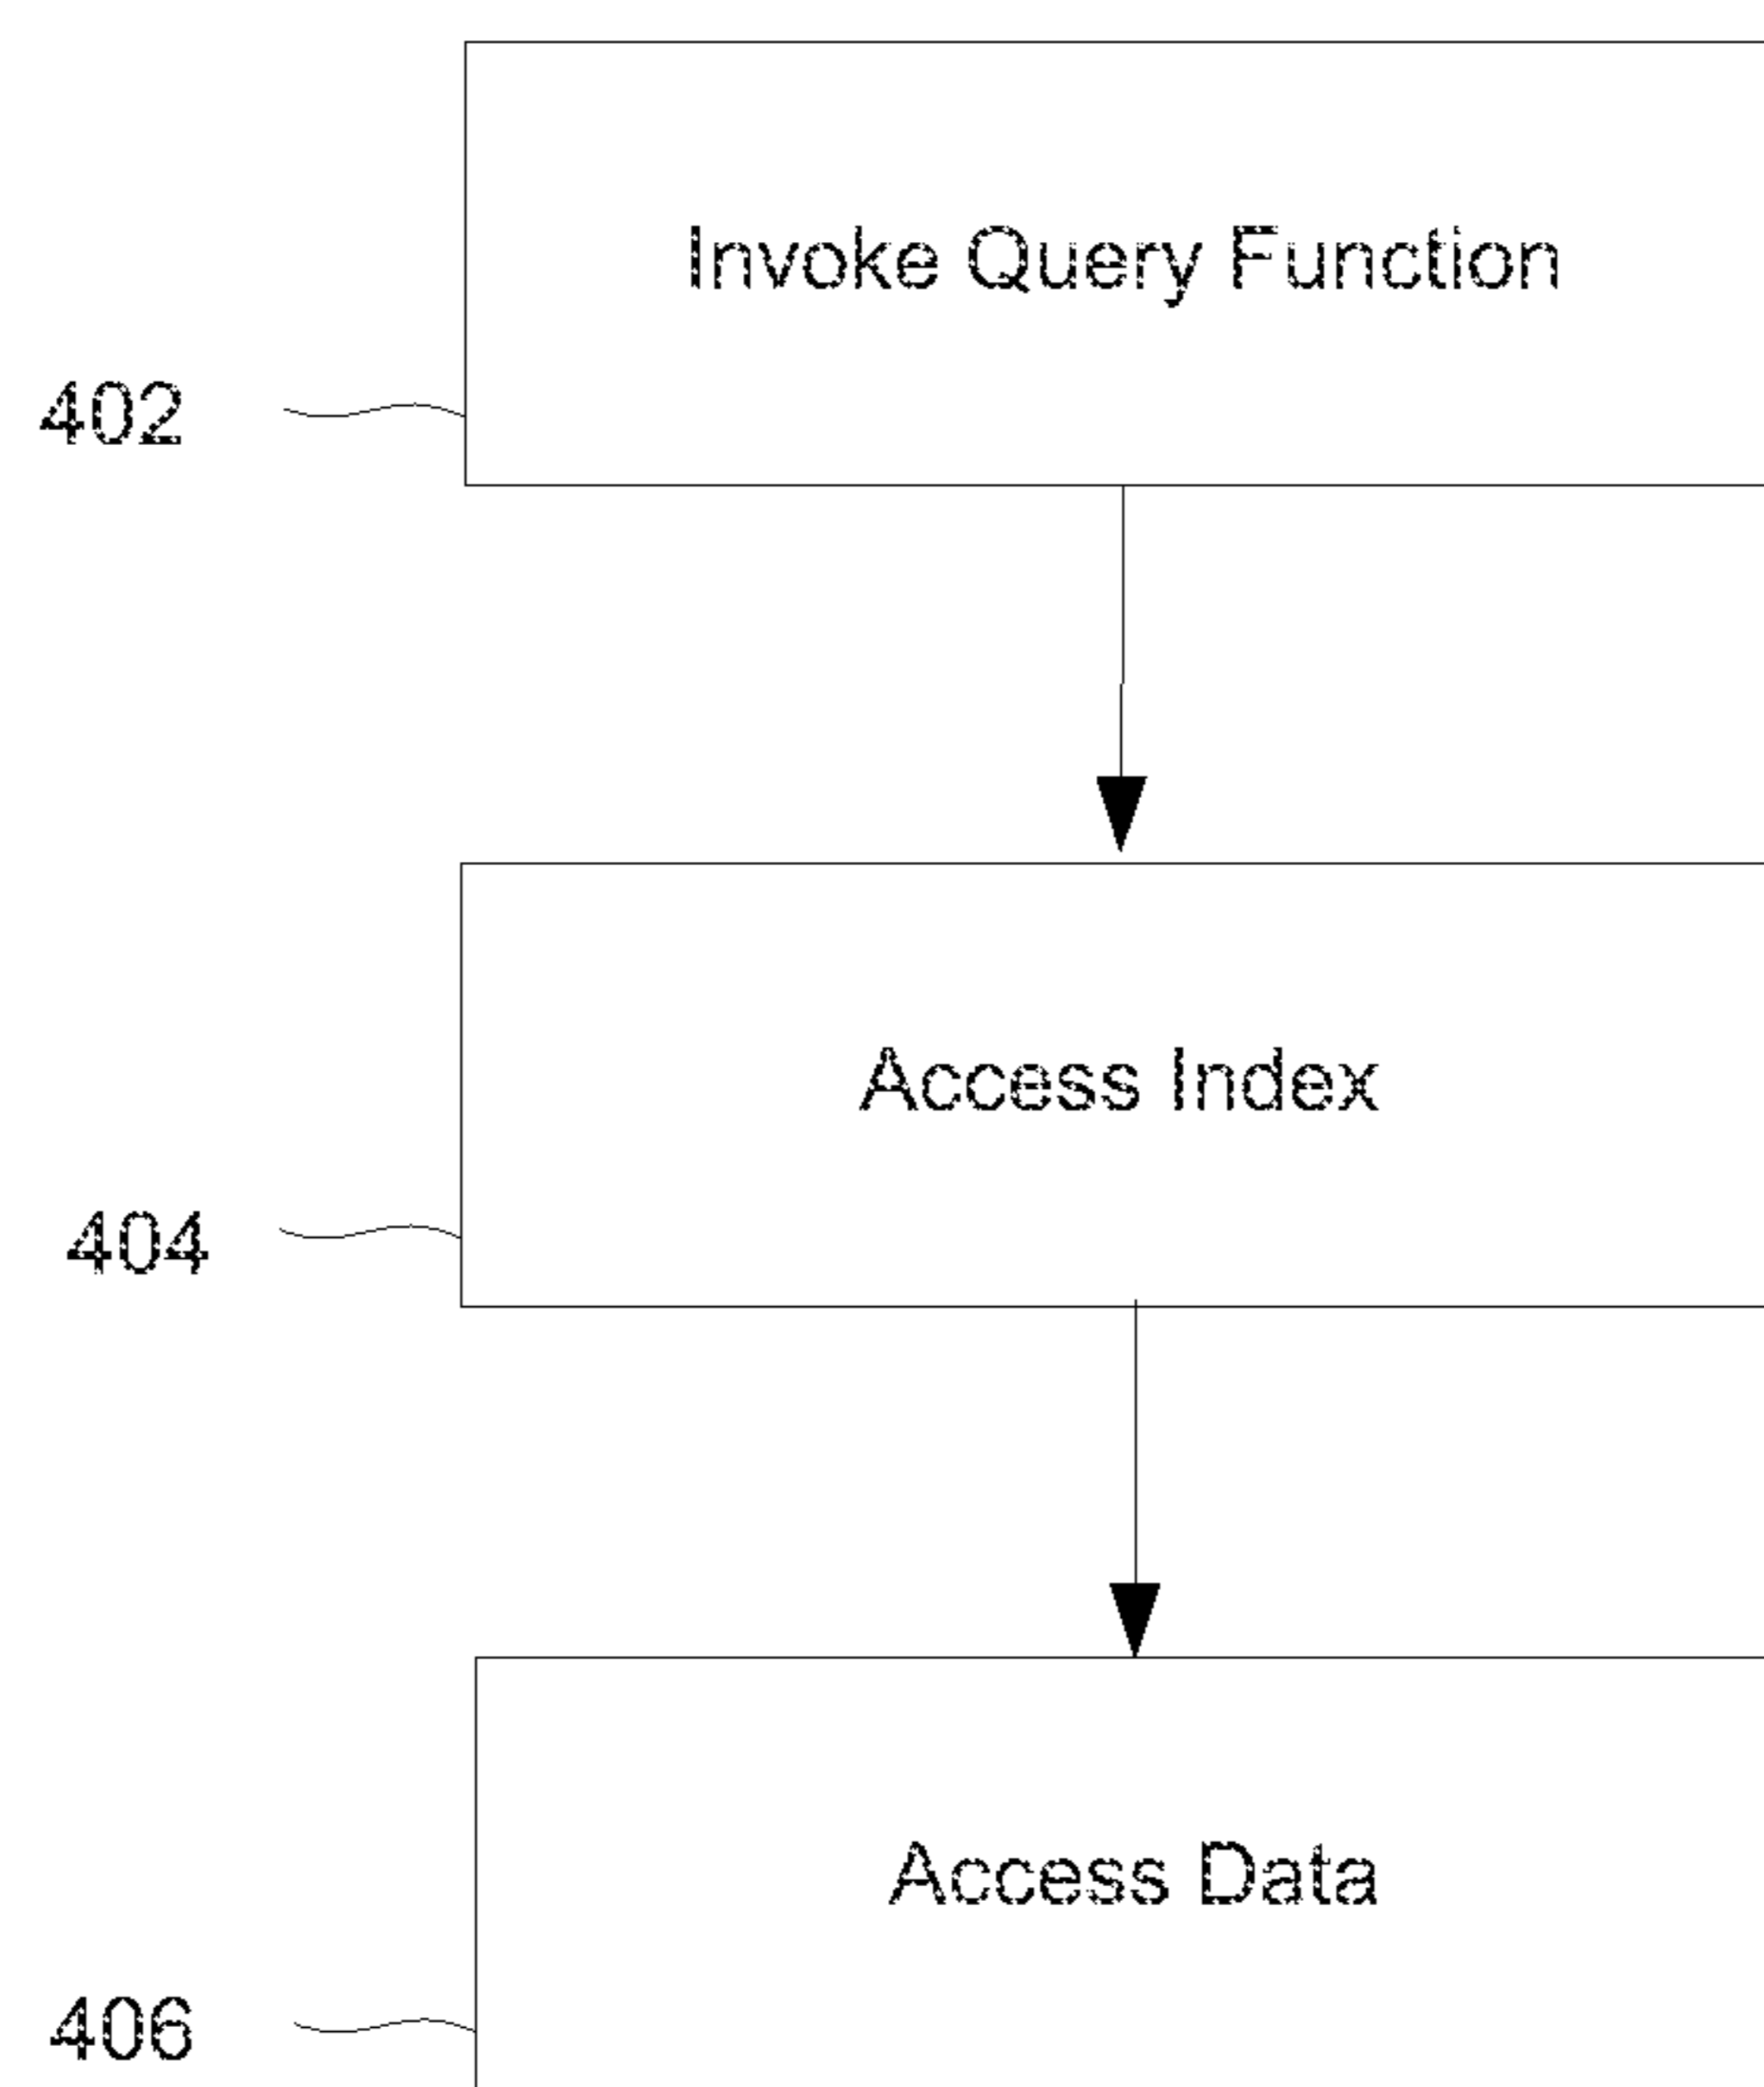 Invoke Query Function
402
Access Index
404
Access Data
406